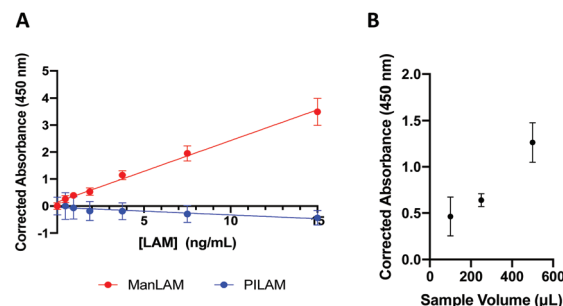 A
Corrected Absorbance (450 nm)
5
4
3
2
1
0
-1
5
10
15
[LAM] (ng/mL)
ManLAM
PILAM
B
Corrected Absorbance (450 nm)
2.0
1.5
1.0
0.5
0.0
0
200
400
600
Sample Volume (µL)